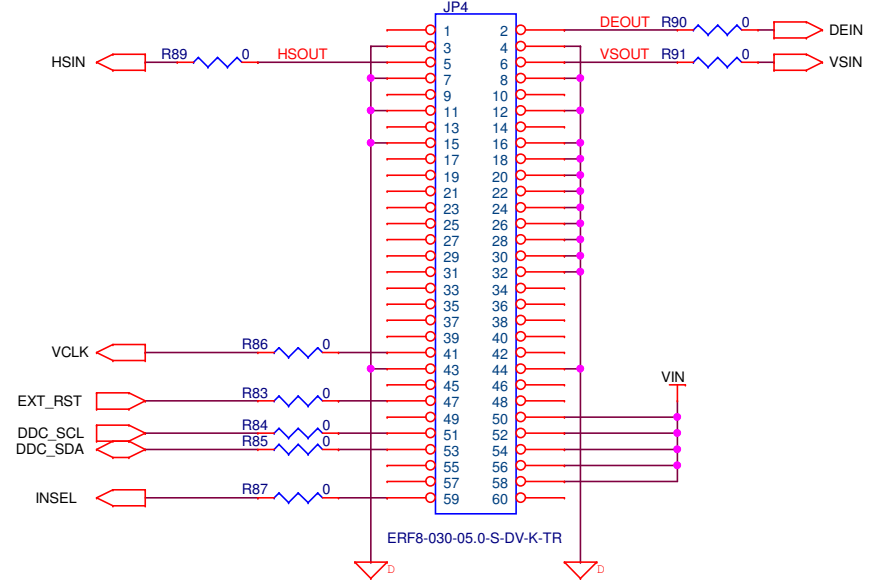 JP4
1 2 DEOUT R90 0 DEIN
3 4
HSIN R89 0 HSOUT 5 6 VSOUT R91 0 VSIN
7 8
9 10
11 12
13 14
15 16
17 18
19 20
21 22
23 24
25 26
27 28
29 30
31 32
33 34
35 36
37 38
39 40
VCLK R86 0 41 42
43 44
45 46 VIN
EXT_RST R83 0 47 48
49 50
DDC_SCL R84 0 51 52
DDC_SDA R85 0 53 54
55 56
57 58
INSEL R87 0 59 60
ERF8-030-05.0-S-DV-K-TR
D D